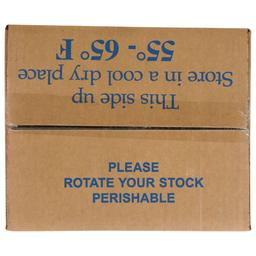 This side up
Store in a cool dry place
55°- 65° F
PLEASE
ROTATE YOUR STOCK
PERISHABLE